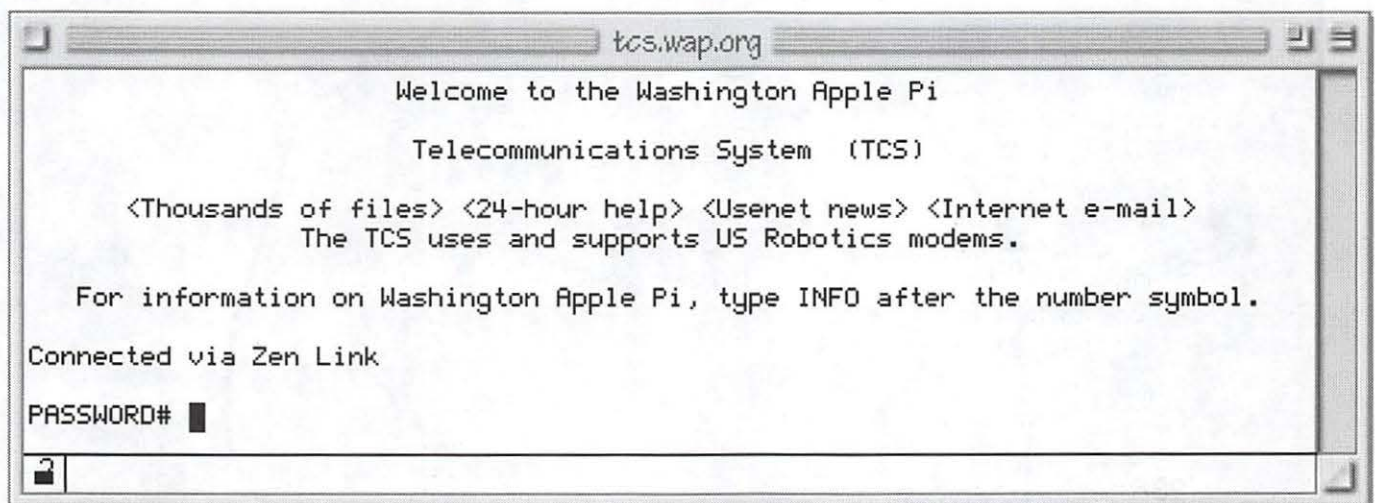 tcs.wap.org
Welcome to the Washington Apple Pi
Telecommunications System (TCS)
<Thousands of files> <24-hour help> <Usenet news> <Internet e-mail>
The TCS uses and supports US Robotics modems.
For information on Washington Apple Pi, type INFO after the number symbol.
Connected via Zen Link
PASSWORD#